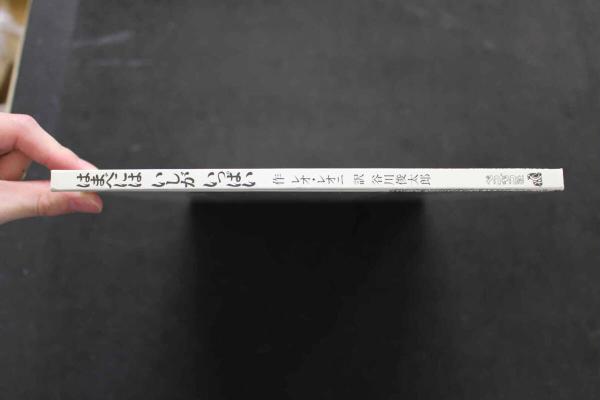 はまべには いしが いっぱい 作 レオ・レオニ 訳 谷川俊太郎